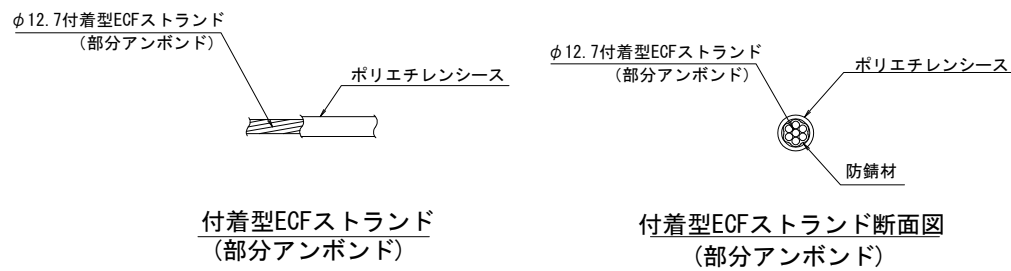 φ12.7付着型ECFストランド
(部分アンボンド)
ポリエチレンシース
付着型ECFストランド
(部分アンボンド)
φ12.7付着型ECFストランド
(部分アンボンド)
ポリエチレンシース
防錆材
付着型ECFストランド断面図
(部分アンボンド)